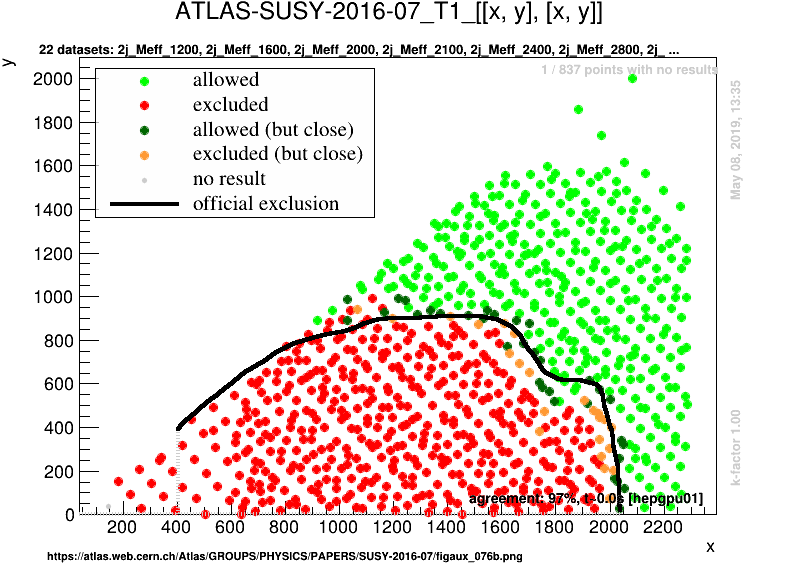 ATLAS-SUSY-2016-07_T1_[[x, y], [x, y]]
22 datasets: 2j_Meff_1200, 2j_Meff_1600, 2j_Meff_2000, 2j_Meff_2100, 2j_Meff_2400, 2j_Meff_2800, 2j_ ...
y
1 / 837 points with no results
allowed
excluded
allowed (but close)
excluded (but close)
no result
official exclusion
2000
1800
1600
1400
1200
1000
800
600
400
200
0
May 08, 2019, 13:35
k-factor 1.00
agreement: 97%, t=0.0s [hepgpu01]
200 400 600 800 1000 1200 1400 1600 1800 2000 2200
x
https://atlas.web.cern.ch/Atlas/GROUPS/PHYSICS/PAPERS/SUSY-2016-07/figaux_076b.png